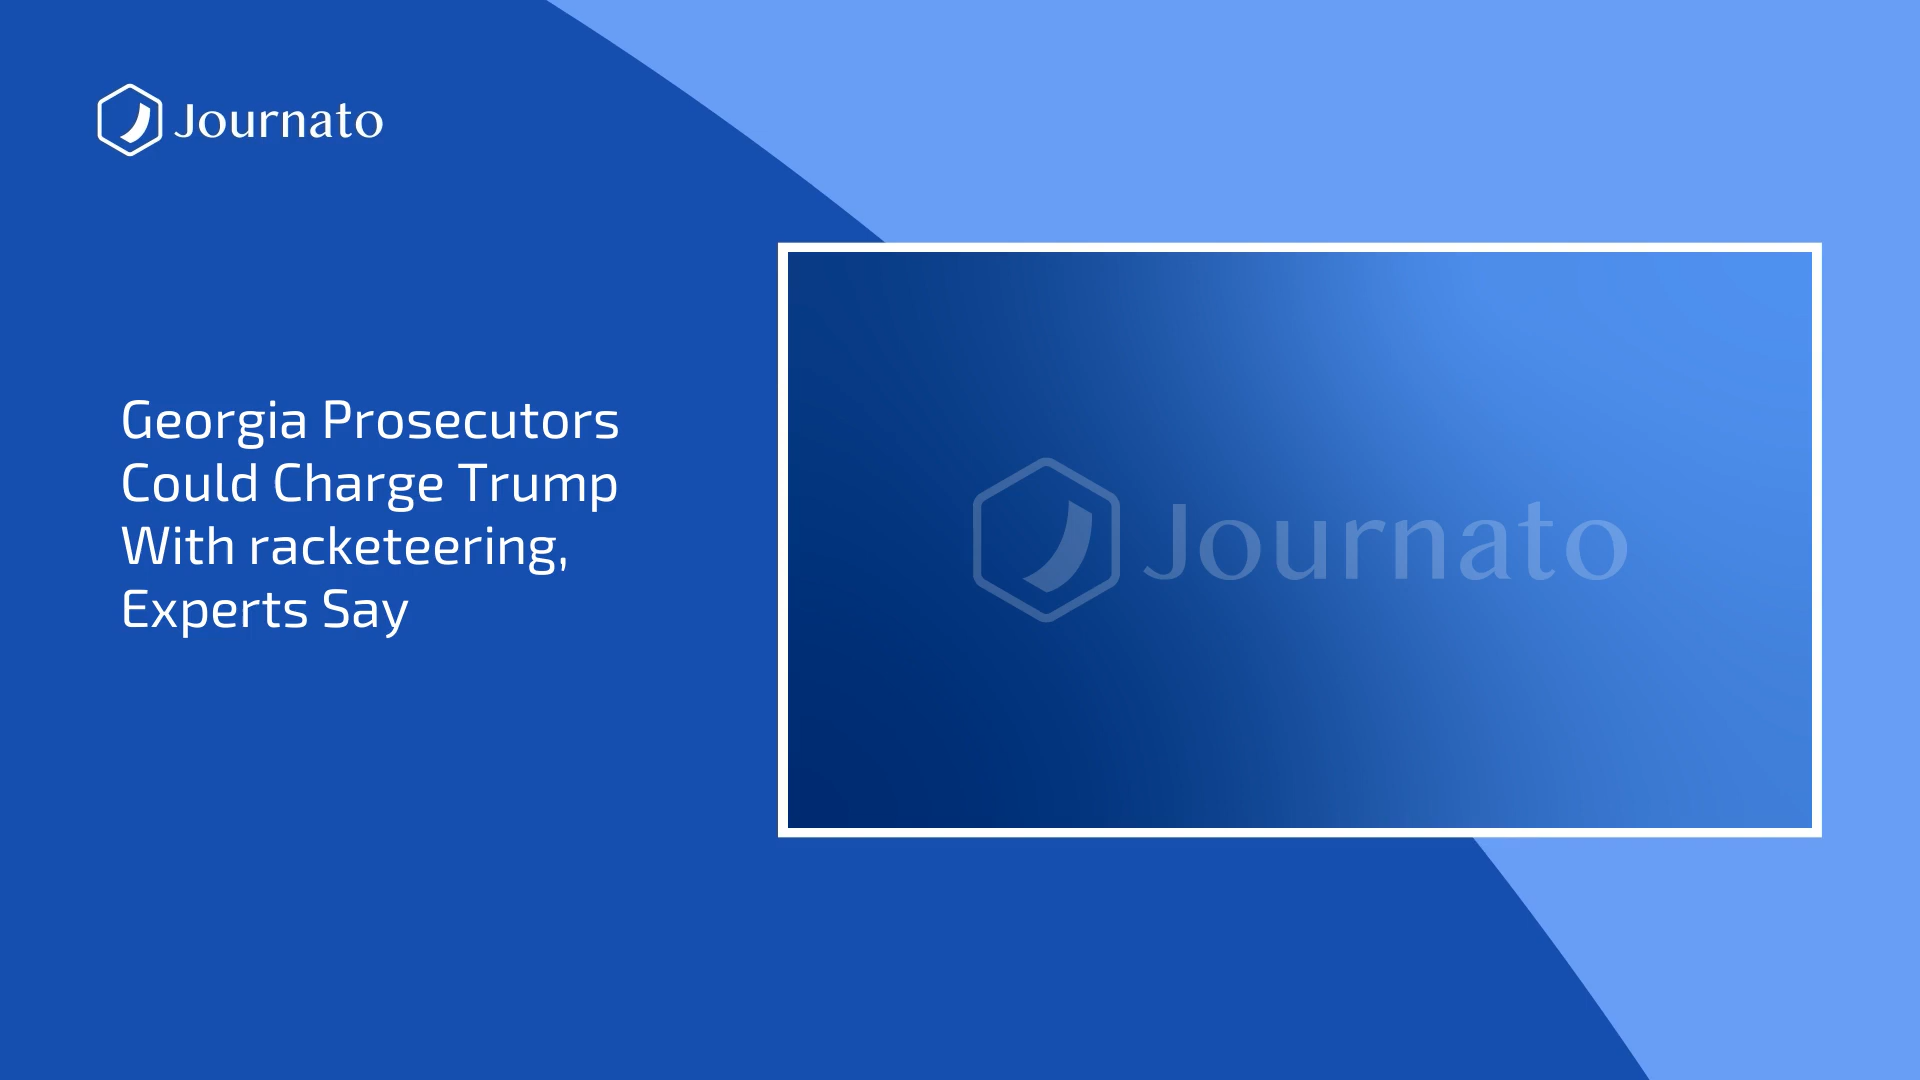 Journato
Georgia Prosecutors
Could Charge Trump
With racketeering,
Experts Say
Journato